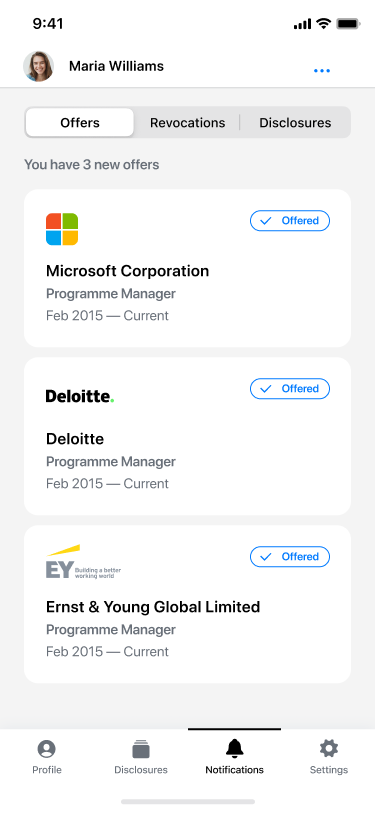 9:41
Maria Williams
Offers Revocations Disclosures
You have 3 new offers
Offered
Microsoft Corporation
Programme Manager
Feb 2015 — Current
Deloitte.
Offered
Deloitte
Programme Manager
Feb 2015 — Current
EY Building a better
working world
Offered
Ernst & Young Global Limited
Programme Manager
Feb 2015 — Current
Profile Disclosures Notifications Settings